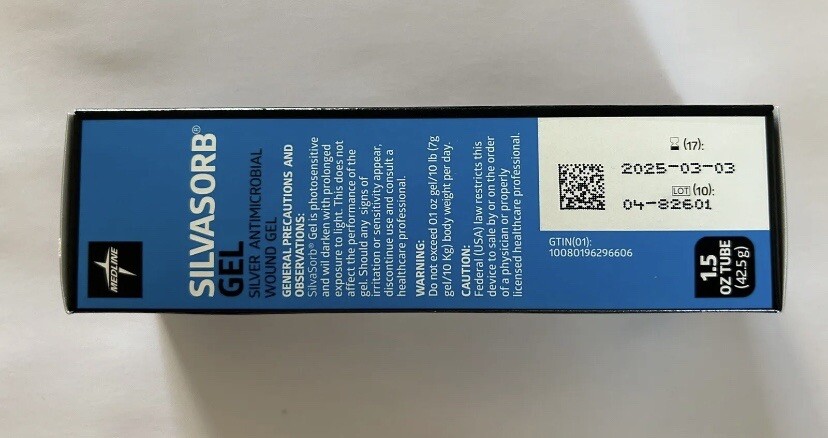 MEDLINE
SILVASORB®
GEL
SILVER ANTIMICROBIAL
WOUND GEL
GENERAL PRECAUTIONS AND
OBSERVATIONS:
SilvaSorb® Gel is photosensitive
and will darken with prolonged
exposure to light. This does not
affect the performance of the
gel. Should any signs of
irritation or sensitivity appear,
discontinue use and consult a
healthcare professional.
WARNING:
Do not exceed 01 oz gel/10 lb (7g
gel/10 Kg) body weight per day.
CAUTION:
Federal (USA) law restricts this
device to sale by or on the order
of a physician or properly
licensed healthcare professional.
(17):
2025-03-03
LOT (10):
04-82601
GTIN(01):
10080196296606
1.5
OZ TUBE
(42.5 g)